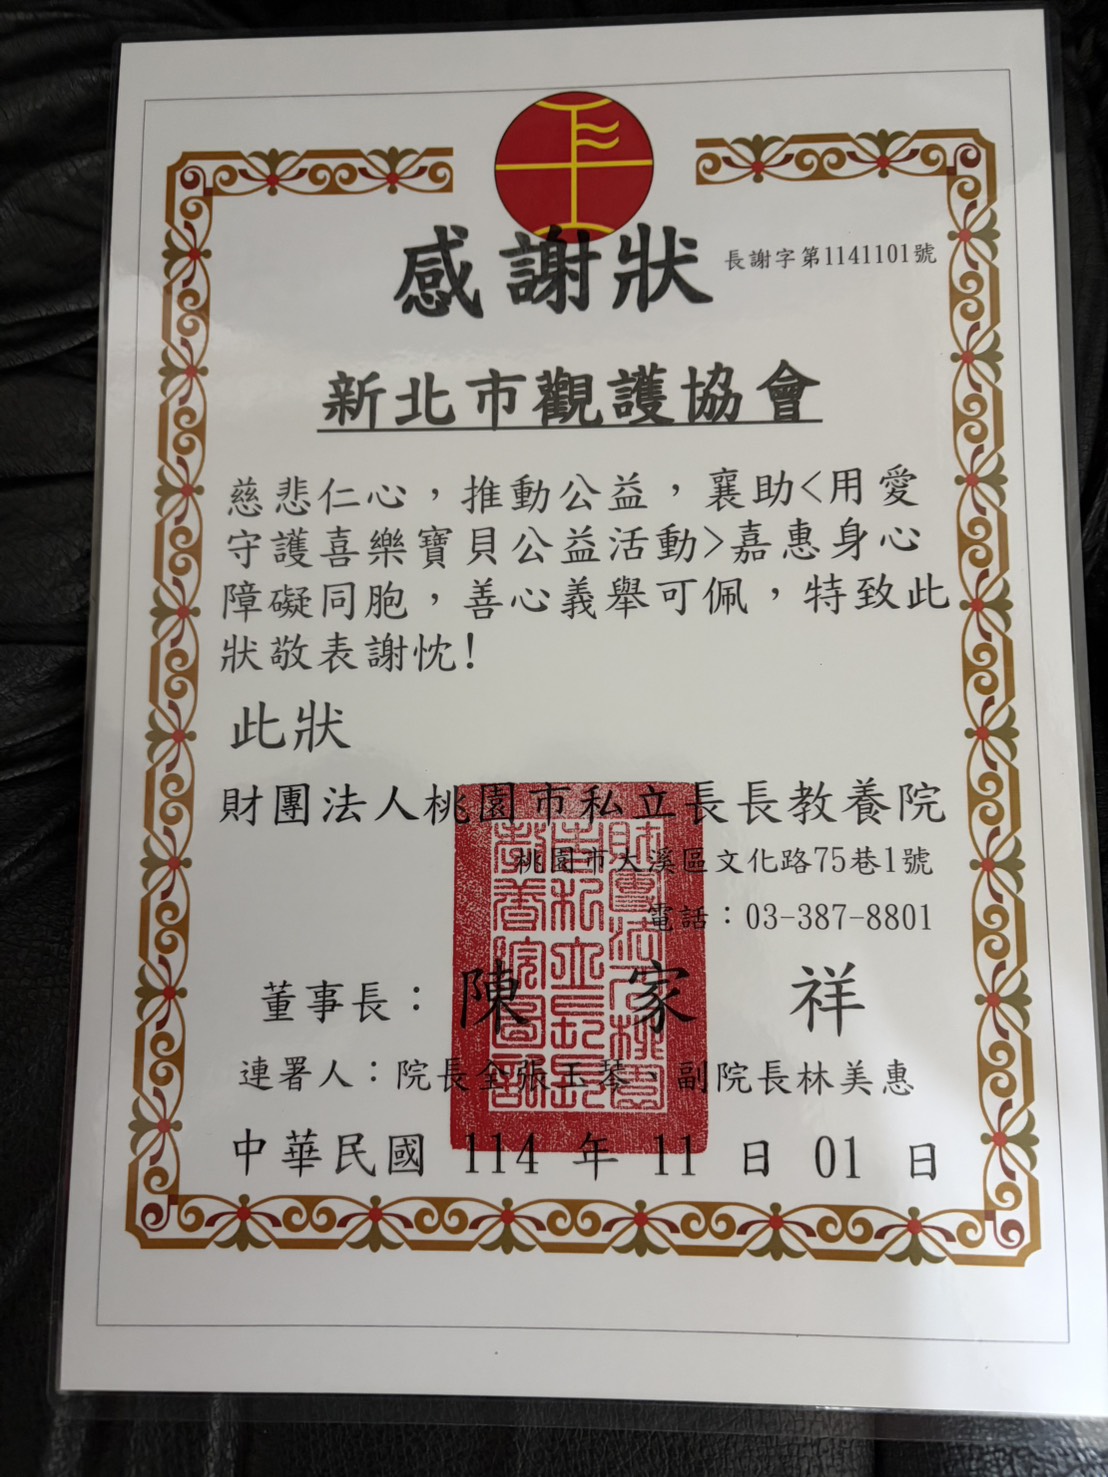 感謝狀
長謝字第1141101號
新北市觀護協會
慈悲仁心，推動公益，襄助<用愛
守護喜樂寶貝公益活動>嘉惠身心
障礙同胞，善心義舉可佩，特致此
狀敬表謝忱!
此狀
財團法人桃園市私立長長教養院
桃園市大溪區文化路75巷1號
電話：03-387-8801
董事長：陳家祥
連署人：院長全張玉琴、副院長林美惠
中華民國 114 年 11 日 01 日